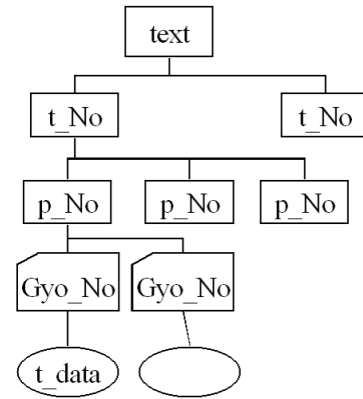 text
t_No t_No
p_No p_No p_No
Gyo_No Gyo_No
t_data